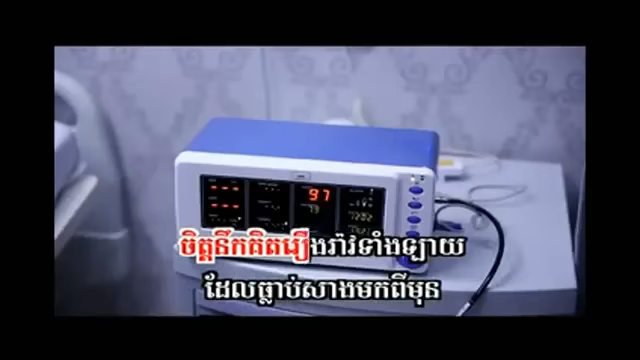 97
ចិត្តនឹកគិតរឿងរ៉ាវទាំងឡាយ
ដែលធ្លាប់សាងមកពីមុន